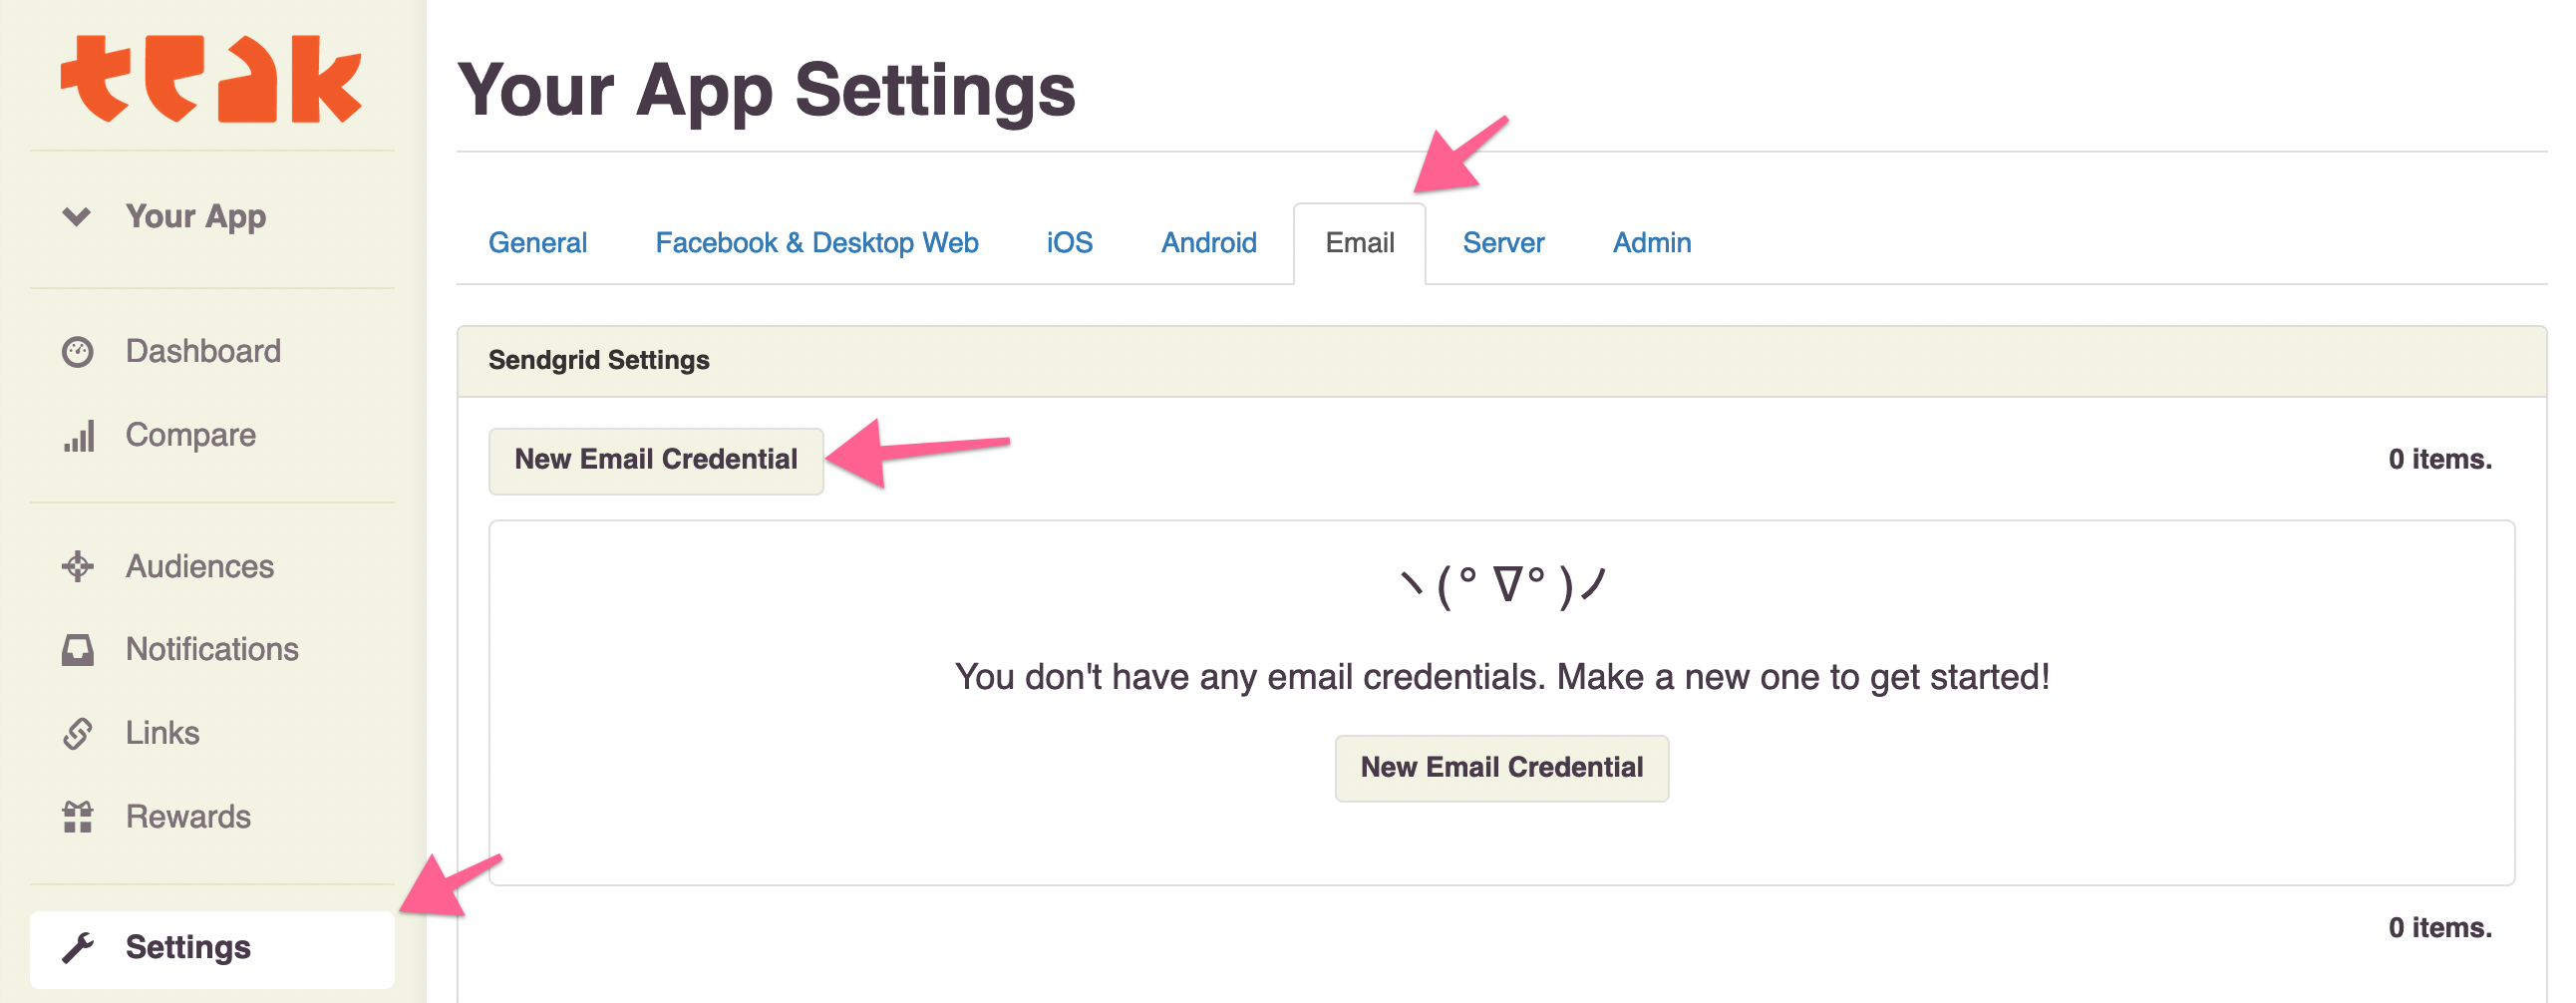 teak
Your App
Dashboard
Compare
Audiences
Notifications
Links
Rewards
Settings
Your App Settings
General Facebook & Desktop Web iOS Android Email Server Admin
Sendgrid Settings
New Email Credential 0 items.
ヽ(°∇°)ノ
You don't have any email credentials. Make a new one to get started!
New Email Credential
0 items.